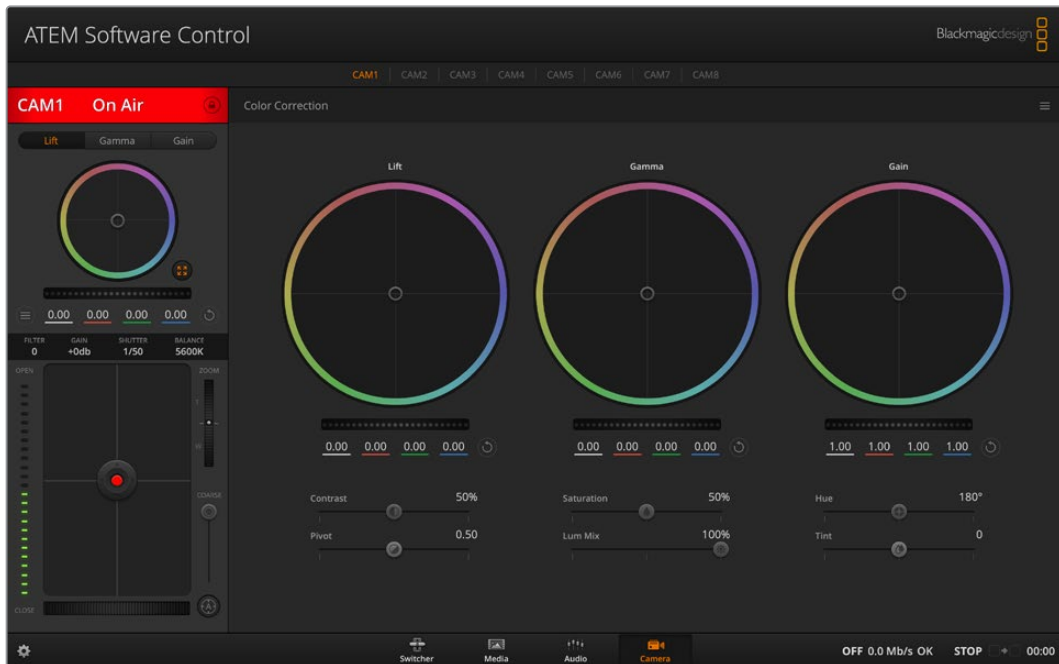 ATEM Software Control
Blackmagicdesign
CAM1 CAM2 CAM3 CAM4 CAM5 CAM6 CAM7 CAM8
CAM1 On Air
Color Correction
Lift Gamma Gain
0.00 0.00 0.00 0.00
FILTER GAIN SHUTTER BALANCE
0 +0db 1/50 5600K
OPEN ZOOM
T
W
COARSE
CLOSE
A
Lift Gamma Gain
0.00 0.00 0.00 0.00
0.00 0.00 0.00 0.00
1.00 1.00 1.00 1.00
Contrast 50%
Pivot 0.50
Saturation 50%
Lum Mix 100%
Hue 180°
Tint 0
Switcher Media Audio Camera
OFF 0.0 Mb/s OK STOP 00:00